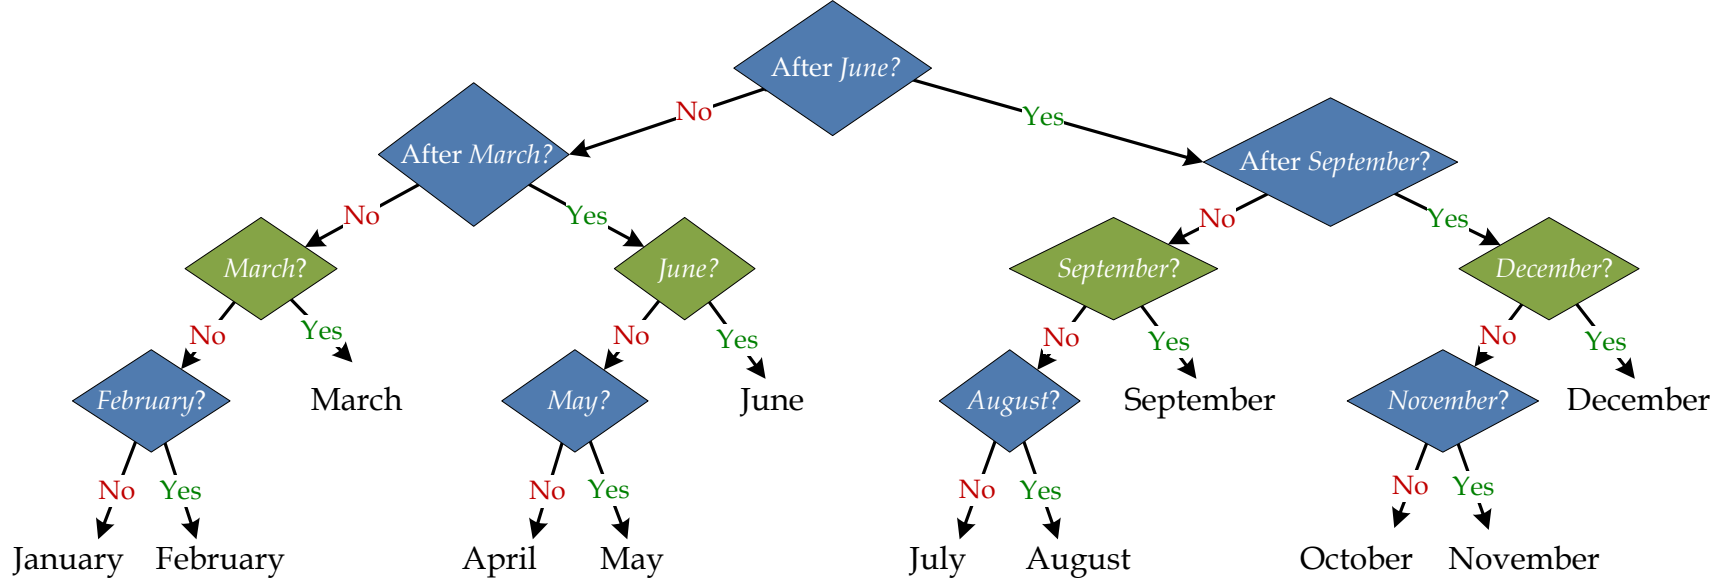 After June?
No
Yes
After March?
After September?
No
Yes
No
Yes
March?
June?
September?
December?
No
Yes
No
Yes
No
Yes
No
Yes
February?
March
May?
June
August?
September
November?
December
No
Yes
No
Yes
No
Yes
No
Yes
January
February
April
May
July
August
October
November